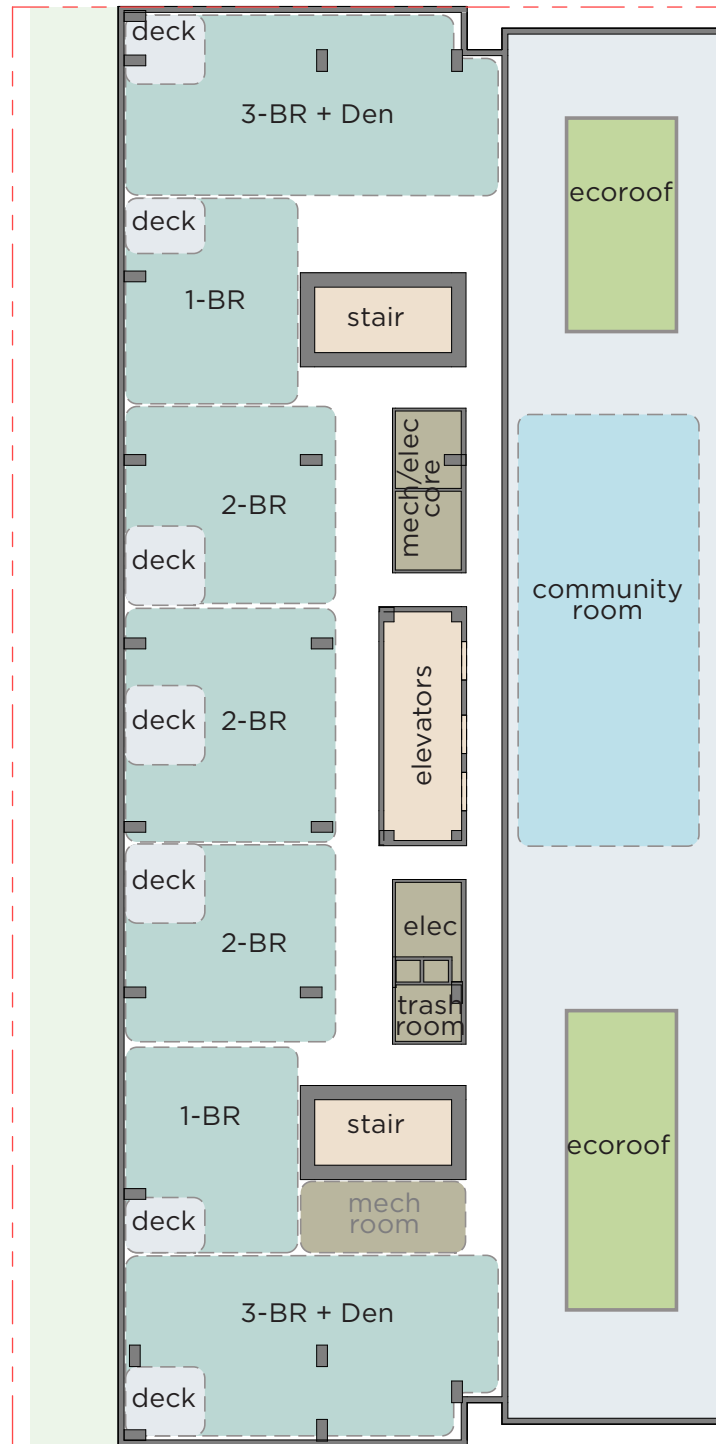 deck
3-BR + Den
ecoroof
deck
1-BR
stair
mech/elec
core
2-BR
deck
community
room
elevators
deck
2-BR
deck
2-BR
elec
trash
room
1-BR
stair
ecoroof
mech
room
deck
3-BR + Den
deck